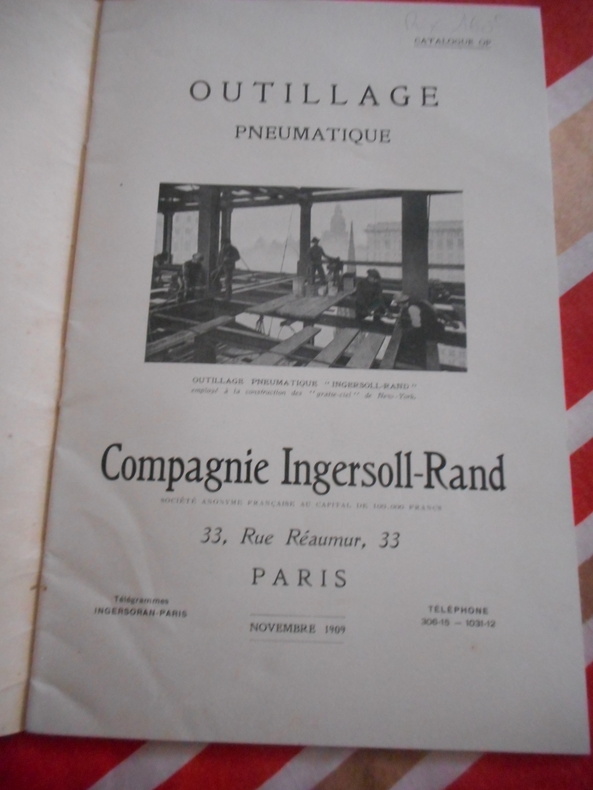 CATALOGUE OF
OUTILLAGE
PNEUMATIQUE
OUTILLAGE PNEUMATIQUE "INGERSOLL-RAND"
employé à la construction des "gratte-ciel" de New-York.
Compagnie Ingersoll-Rand
SOCIÉTÉ ANONYME FRANÇAISE AU CAPITAL DE 100.000 FRANCS
33, Rue Réaumur, 33
PARIS
Télégrammes
INGERSORAN-PARIS
TÉLÉPHONE
306-15 — 1031-12
NOVEMBRE 1909